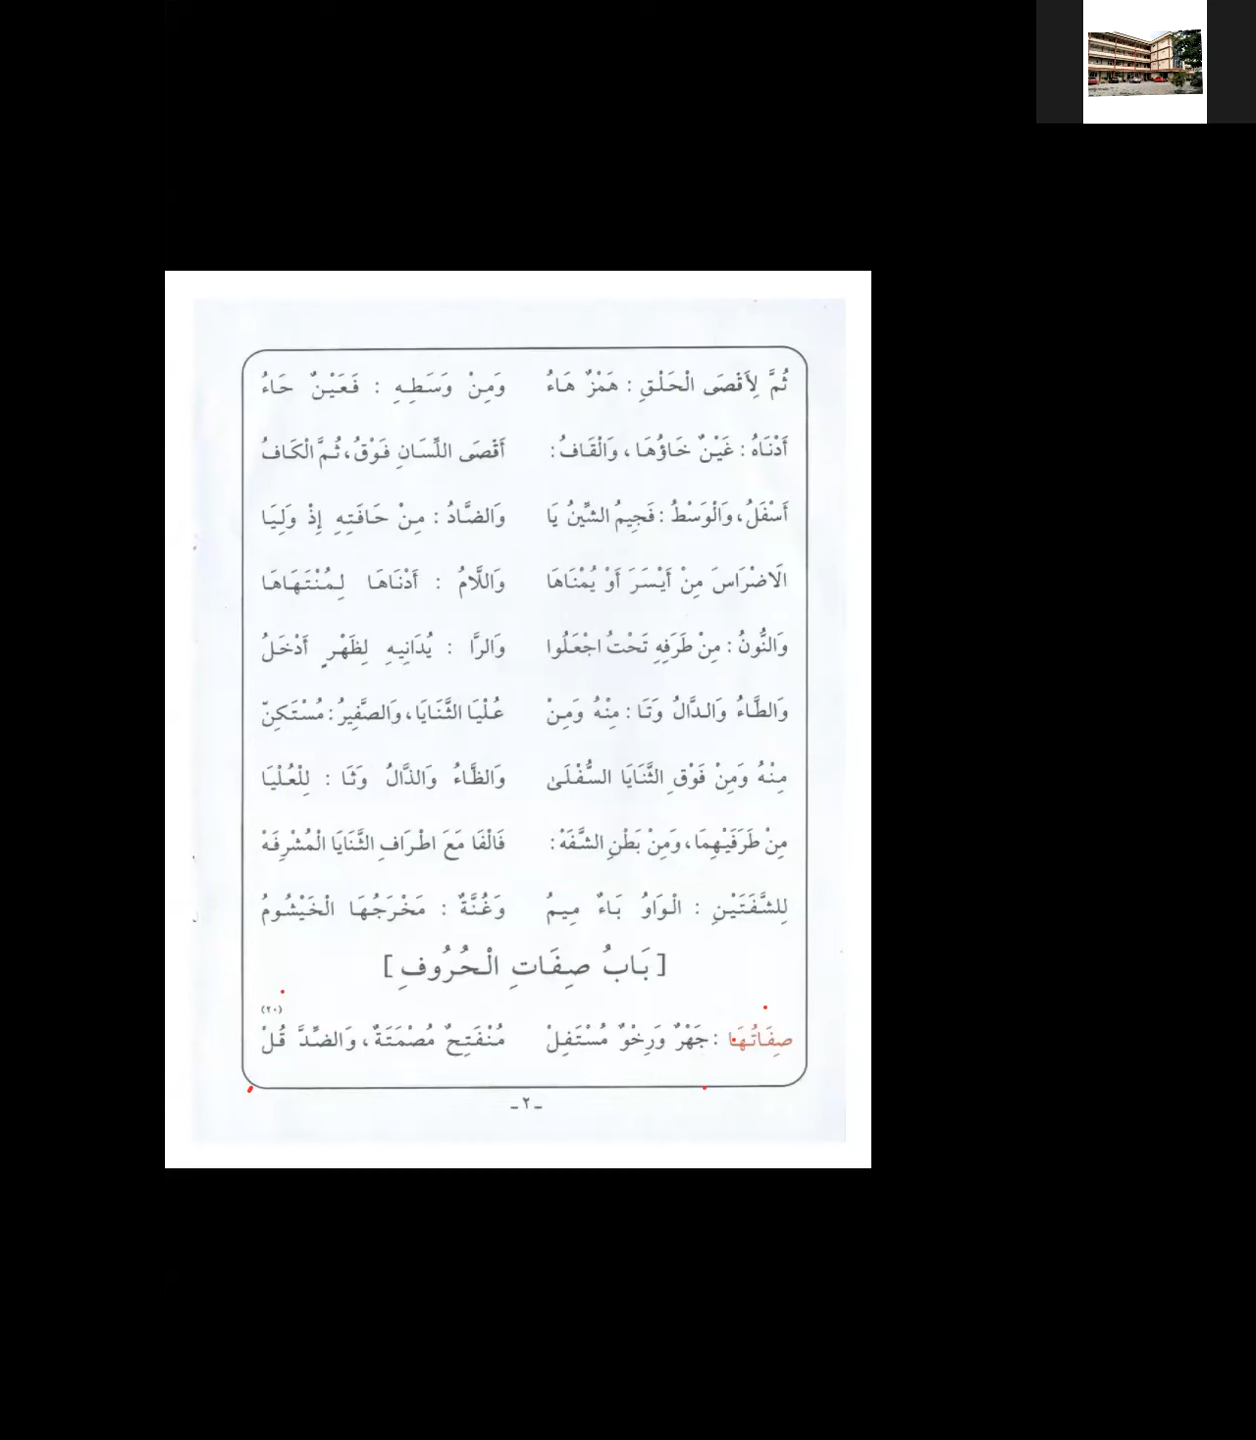 ثُمَّ لِأَقْصَى الْحَلْقِ : هَمْزٌ هَاءُ وَمِنْ وَسَطِهِ : فَعَيْنٌ حَاءُ
أَدْنَاهُ : غَيْنٌ خَاؤُهَا ، وَالْقَافُ : أَقْصَى اللِّسَانِ فَوْقُ ، ثُمَّ الْكَافُ
أَسْفَلُ ، وَالْوَسْطُ : فَجِيمُ الشِّينُ يَا وَالضَّادُ : مِنْ حَافَتِهِ إِذْ وَلِيَا
الَاضْرَاسَ مِنْ أَيْسَرَ أَوْ يُمْنَاهَا وَاللَّامُ : أَدْنَاهَا لِمُنْتَهَاهَا
وَالنُّونُ : مِنْ طَرَفِهِ تَحْتُ اجْعَلُوا وَالرَّا : يُدَانِيهِ لِظَهْرٍ أَدْخَلُ
وَالطَّاءُ وَالدَّالُ وَتَا : مِنْهُ وَمِنْ عُلْيَا الثَّنَايَا ، وَالصَّفِيرُ : مُسْتَكِنّ
مِنْهُ وَمِنْ فَوْقِ الثَّنَايَا السُّفْلَىٰ وَالظَّاءُ وَالذَّالُ وَثَا : لِلْعُلْيَا
مِنْ طَرَفَيْهِمَا ، وَمِنْ بَطْنِ الشَّفَهْ : فَالْفَا مَعَ اطْرَافِ الثَّنَايَا الْمُشْرِفَهْ
لِلشَّفَتَيْنِ : الْوَاوُ بَاءٌ مِيمُ وَغُنَّةٌ : مَخْرَجُهَا الْخَيْشُومُ
[ بَابُ صِفَاتِ الْحُرُوفِ ]
(٢٠)
صِفَاتُهَا : جَهْرٌ وَرِخْوٌ مُسْتَفِلْ مُنْفَتِحٌ مُصْمَتَةٌ ، وَالضِّدَّ قُلْ
- ٢ -